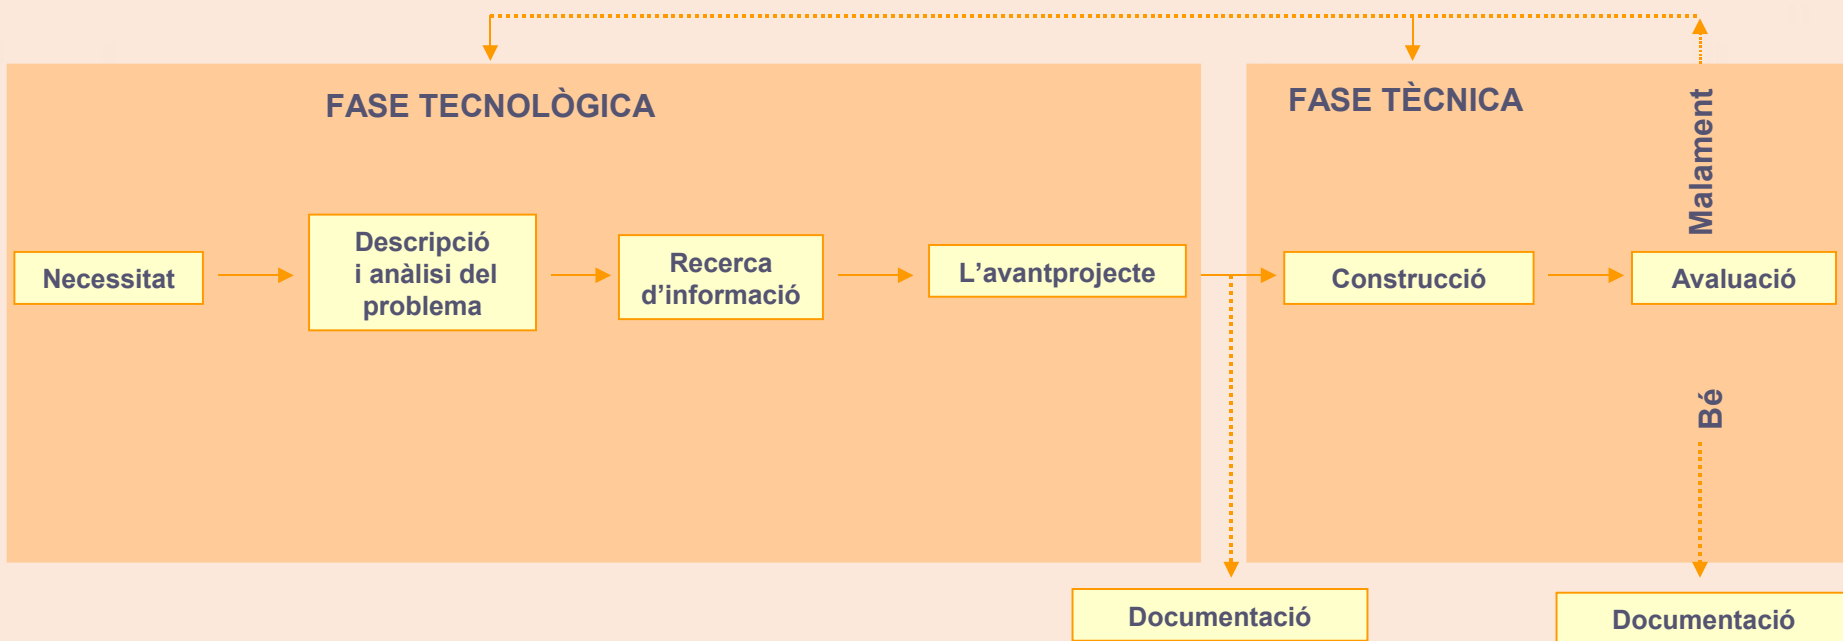 FASE TECNOLÒGICA
FASE TÈCNICA
Malament
Necessitat
Descripció
i anàlisi del
problema
Recerca
d’informació
L’avantprojecte
Construcció
Avaluació
Bé
Documentació
Documentació